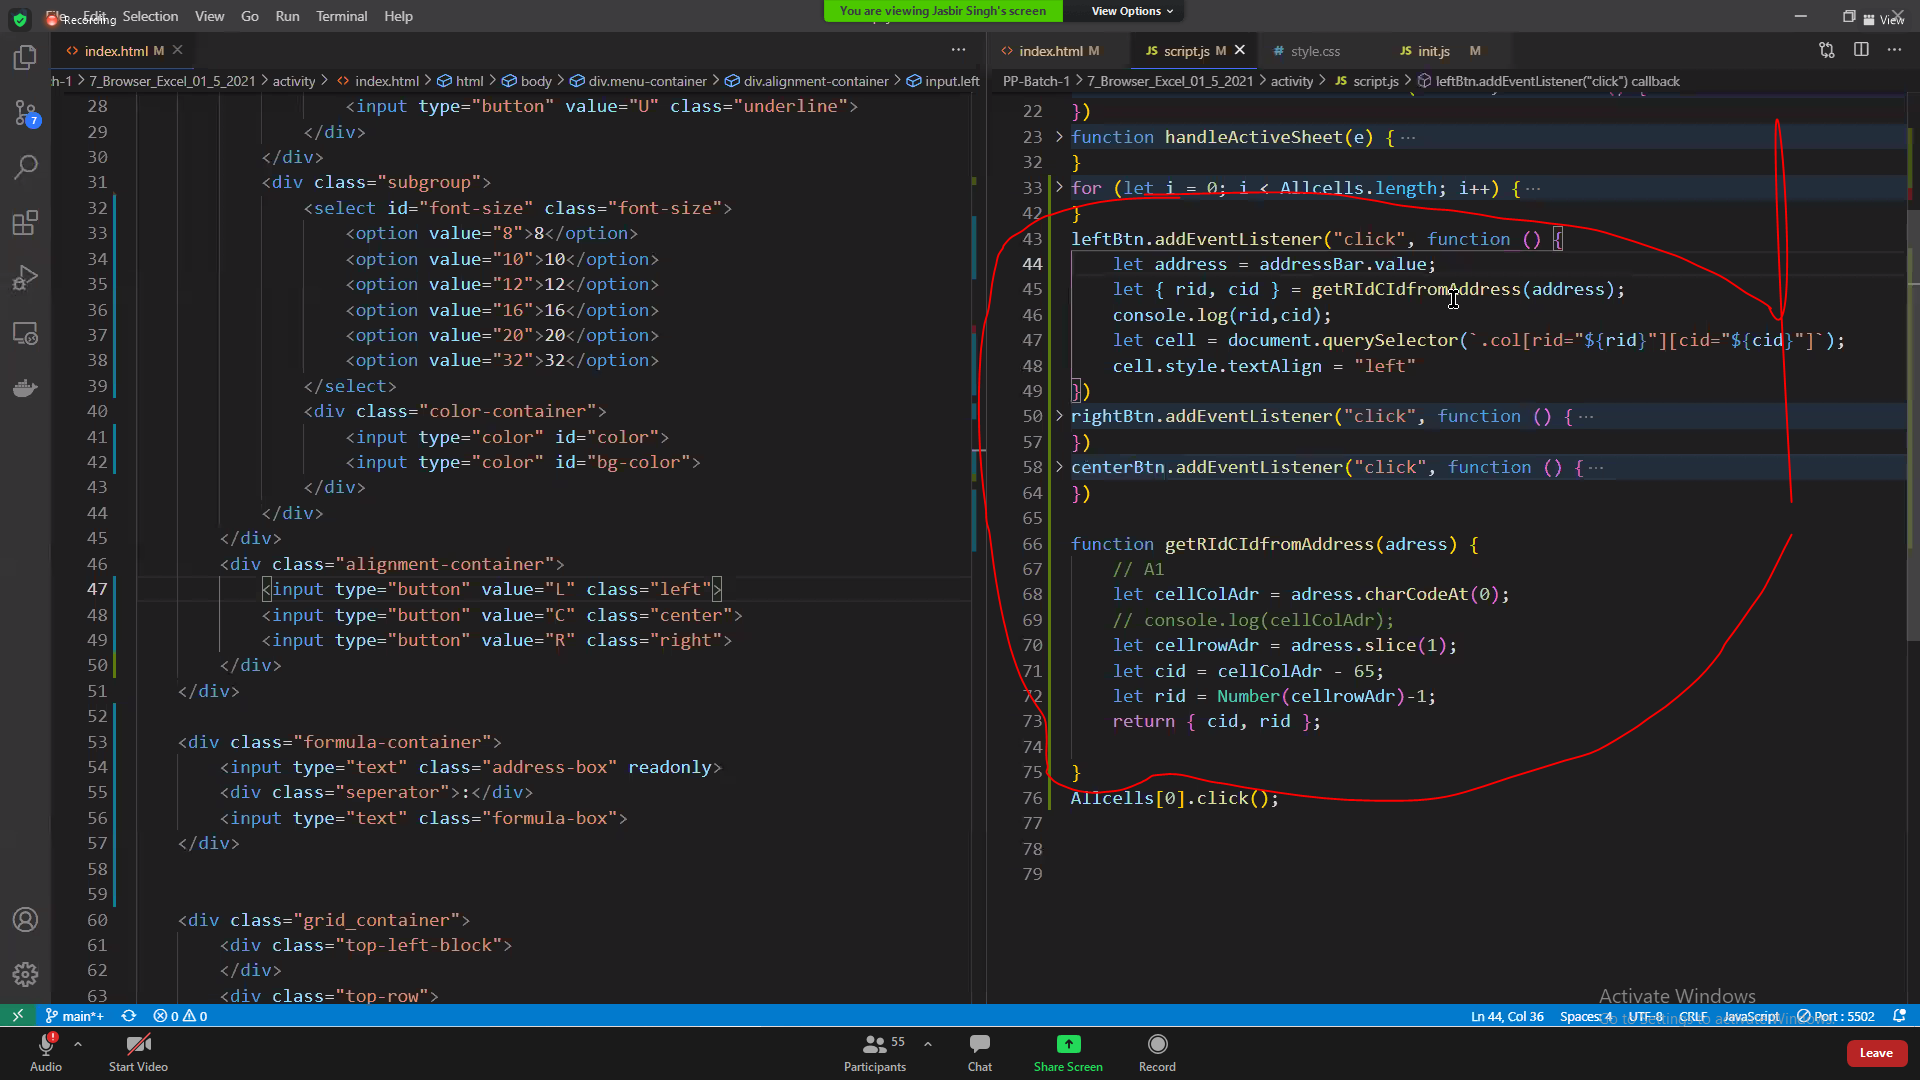 File Edit Selection View Go Run Terminal Help
Recording
You are viewing Jasbir Singh's screen
View Options
View
index.html M
index.html M
script.js M
style.css
init.js M
h-1 > 7_Browser_Excel_01_5_2021 > activity > index.html > html > body > div.menu-container > div.alignment-container > input.left
PP-Batch-1 > 7_Browser_Excel_01_5_2021 > activity > script.js > leftBtn.addEventListener("click") callback
7
28 <input type="button" value="U" class="underline">
29 </div>
30 </div>
31 <div class="subgroup">
32 <select id="font-size" class="font-size">
33 <option value="8">8</option>
34 <option value="10">10</option>
35 <option value="12">12</option>
36 <option value="16">16</option>
37 <option value="20">20</option>
38 <option value="32">32</option>
39 </select>
40 <div class="color-container">
41 <input type="color" id="color">
42 <input type="color" id="bg-color">
43 </div>
44 </div>
45 </div>
46 <div class="alignment-container">
47 <input type="button" value="L" class="left">
48 <input type="button" value="C" class="center">
49 <input type="button" value="R" class="right">
50 </div>
51 </div>
52
53 <div class="formula-container">
54 <input type="text" class="address-box" readonly>
55 <div class="seperator">:</div>
56 <input type="text" class="formula-box">
57 </div>
58
59
60 <div class="grid_container">
61 <div class="top-left-block">
62 </div>
63 <div class="top-row">
22 })
23 function handleActiveSheet(e) { ...
32 }
33 for (let i = 0; i < Allcells.length; i++) { ...
42 }
43 leftBtn.addEventListener("click", function () {
44 let address = addressBar.value;
45 let { rid, cid } = getRIdCIdfromAddress(address);
46 console.log(rid,cid);
47 let cell = document.querySelector(`.col[rid="${rid}"][cid="${cid}"]`);
48 cell.style.textAlign = "left"
49 })
50 rightBtn.addEventListener("click", function () { ...
57 })
58 centerBtn.addEventListener("click", function () { ...
64 })
65
66 function getRIdCIdfromAddress(adress) {
67 // A1
68 let cellColAdr = adress.charCodeAt(0);
69 // console.log(cellColAdr);
70 let cellrowAdr = adress.slice(1);
71 let cid = cellColAdr - 65;
72 let rid = Number(cellrowAdr)-1;
73 return { cid, rid };
74
75 }
76 Allcells[0].click();
77
78
79
Activate Windows
Go to Settings to activate Windows.
main*+ 0 0
Ln 44, Col 36 Spaces: 4 UTF-8 CRLF JavaScript Port : 5502
Audio Start Video Participants 55 Chat Share Screen Record Leave